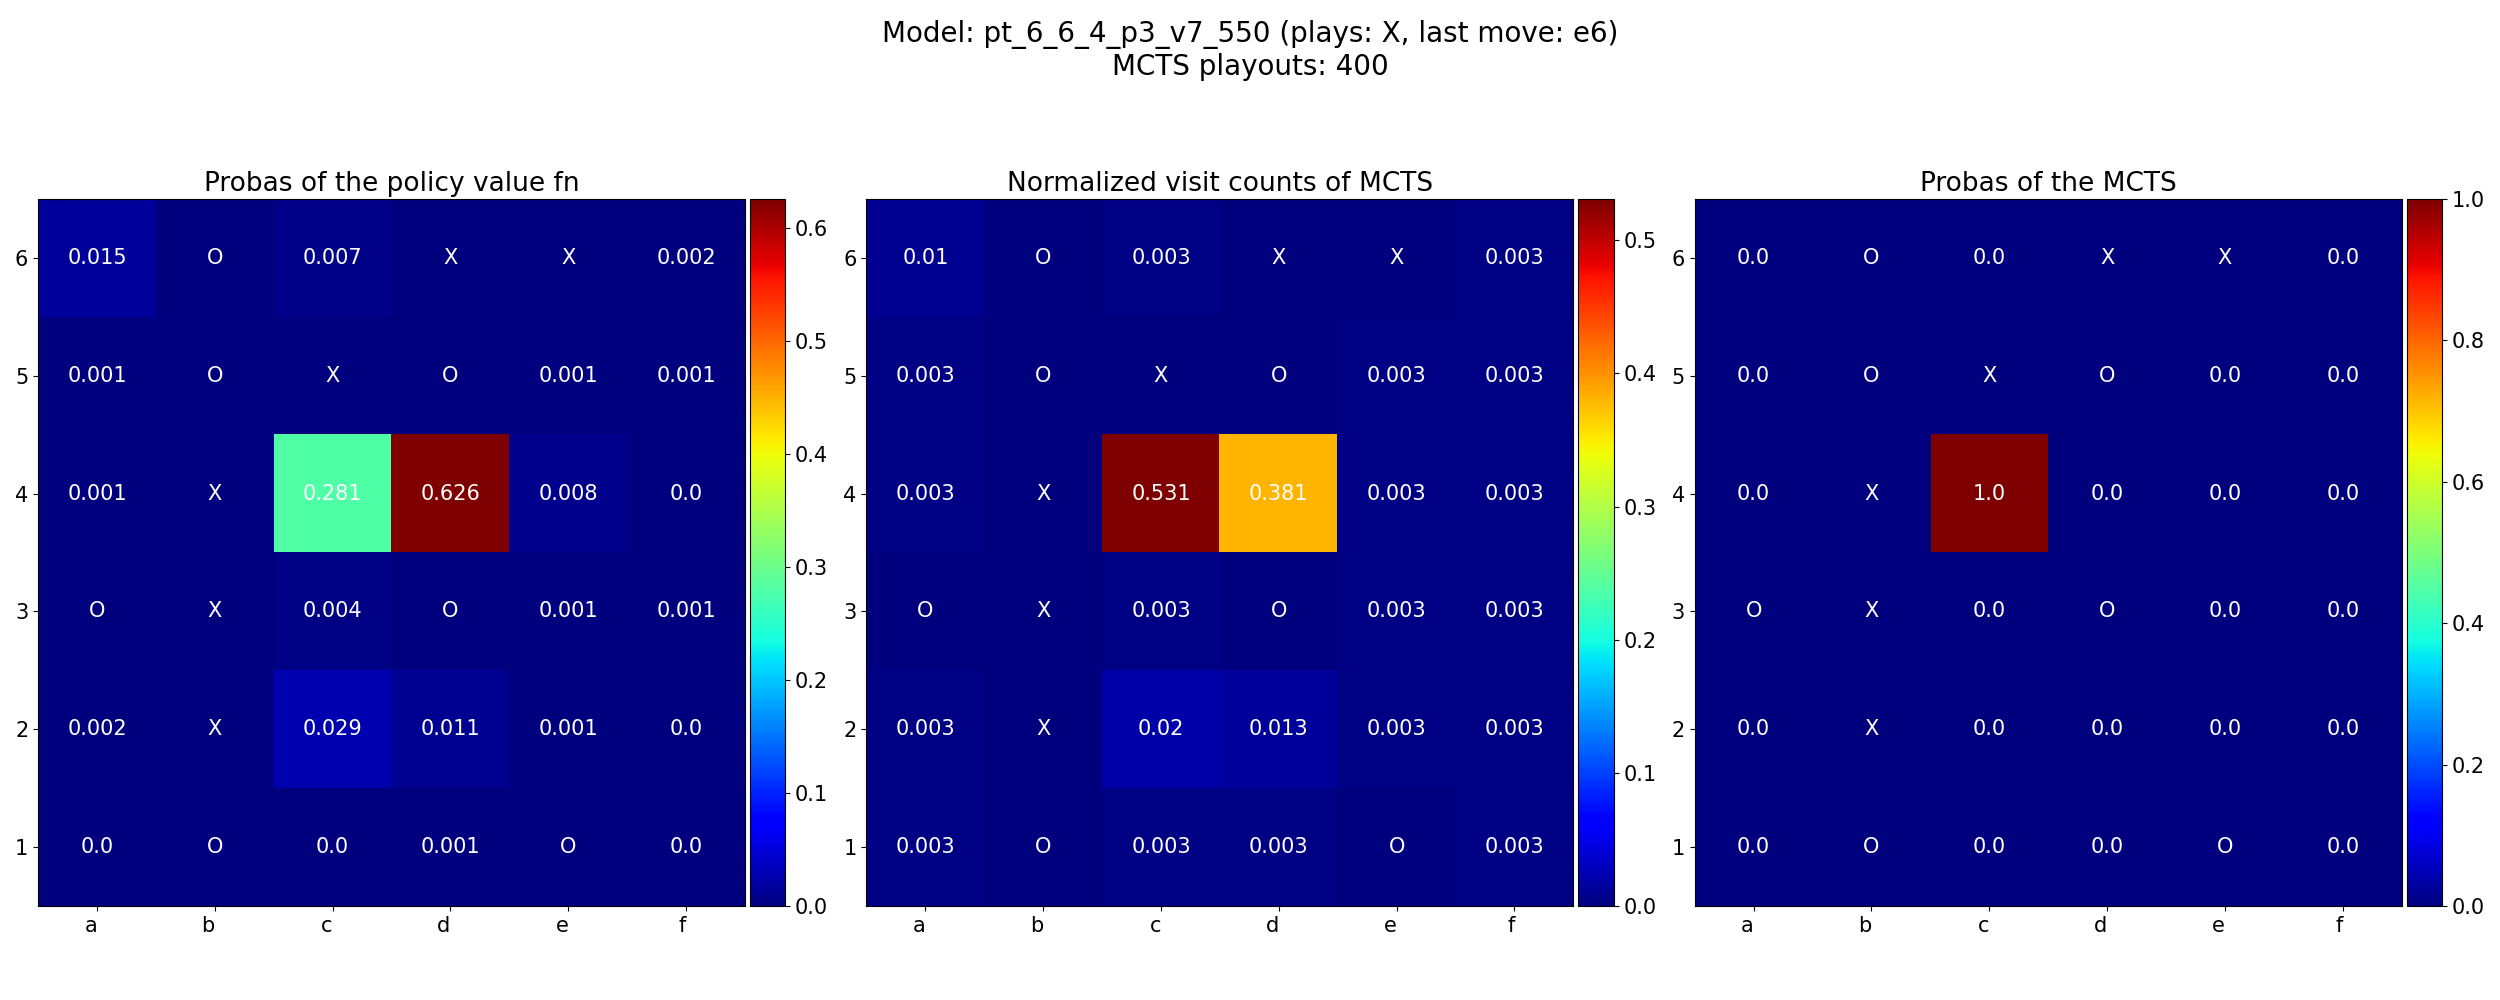 Model: pt_6_6_4_p3_v7_550 (plays: X, last move: e6)
MCTS playouts: 400
Probas of the policy value fn
6 0.015 O 0.007 X X 0.002
5 0.001 O X O 0.001 0.001
4 0.001 X 0.281 0.626 0.008 0.0
3 O X 0.004 O 0.001 0.001
2 0.002 X 0.029 0.011 0.001 0.0
1 0.0 O 0.0 0.001 O 0.0
a b c d e f
0.6
0.5
0.4
0.3
0.2
0.1
0.0
Normalized visit counts of MCTS
6 0.01 O 0.003 X X 0.003
5 0.003 O X O 0.003 0.003
4 0.003 X 0.531 0.381 0.003 0.003
3 O X 0.003 O 0.003 0.003
2 0.003 X 0.02 0.013 0.003 0.003
1 0.003 O 0.003 0.003 O 0.003
a b c d e f
0.5
0.4
0.3
0.2
0.1
0.0
Probas of the MCTS
6 0.0 O 0.0 X X 0.0
5 0.0 O X O 0.0 0.0
4 0.0 X 1.0 0.0 0.0 0.0
3 O X 0.0 O 0.0 0.0
2 0.0 X 0.0 0.0 0.0 0.0
1 0.0 O 0.0 0.0 O 0.0
a b c d e f
1.0
0.8
0.6
0.4
0.2
0.0